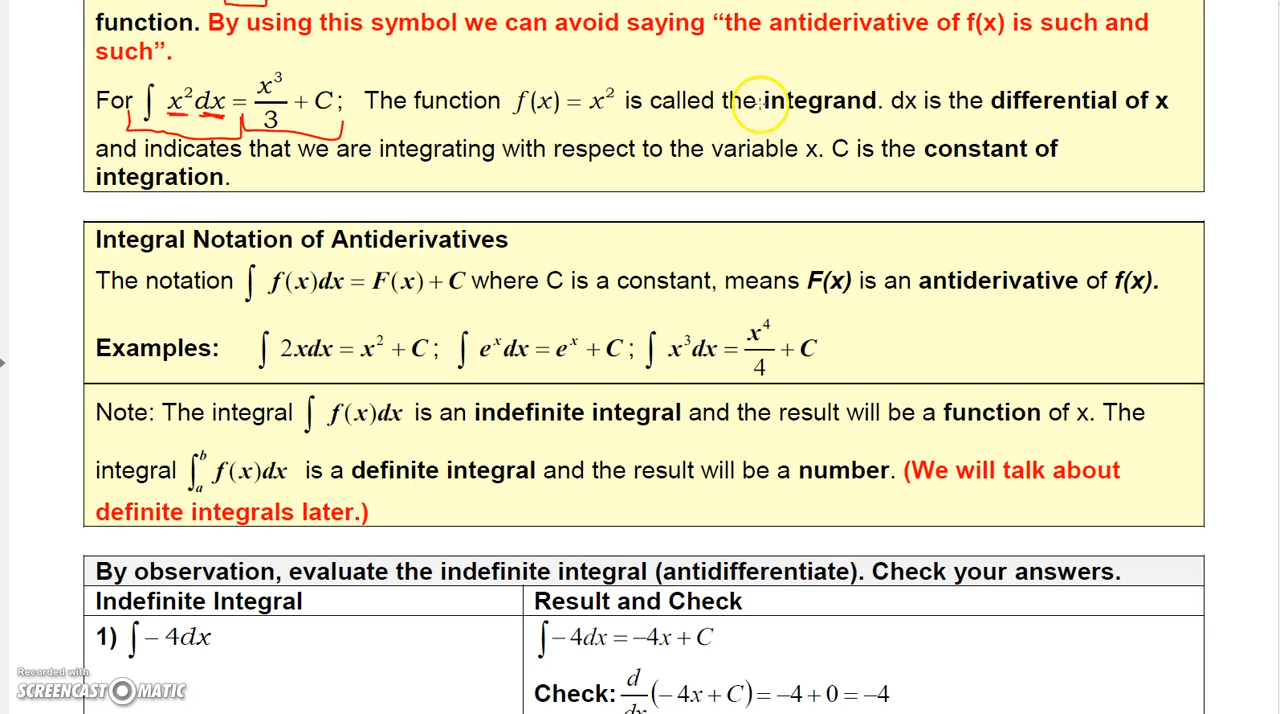 function. By using this symbol we can avoid saying “the antiderivative of f(x) is such and
such”.
For ∫ x²dx = x³/3 + C; The function f(x) = x² is called the integrand. dx is the differential of x
and indicates that we are integrating with respect to the variable x. C is the constant of
integration.
Integral Notation of Antiderivatives
The notation ∫ f(x)dx = F(x) + C where C is a constant, means F(x) is an antiderivative of f(x).
Examples: ∫ 2xdx = x² + C; ∫ eˣdx = eˣ + C; ∫ x³dx = x⁴/4 + C
Note: The integral ∫ f(x)dx is an indefinite integral and the result will be a function of x. The
integral ∫ₐᵇ f(x)dx is a definite integral and the result will be a number. (We will talk about
definite integrals later.)
By observation, evaluate the indefinite integral (antidifferentiate). Check your answers.
Indefinite Integral
Result and Check
1) ∫ – 4dx
∫ – 4dx = –4x + C
Check: d/dx (– 4x + C) = –4 + 0 = –4
Recorded with
SCREENCAST-O-MATIC